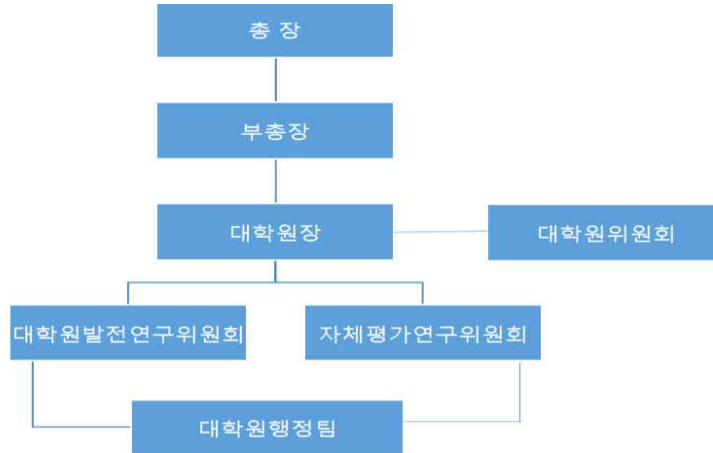 총 장
부총장
대학원장
대학원위원회
대학원발전연구위원회
자체평가연구위원회
대학원행정팀